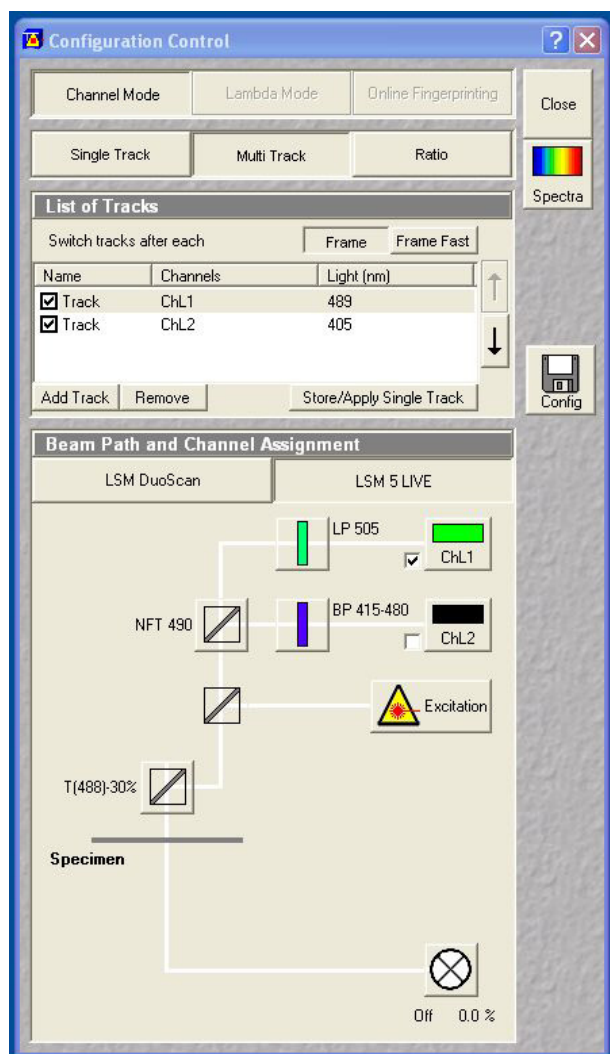 Configuration Control
Channel Mode
Lambda Mode
Online Fingerprinting
Close
Single Track
Multi Track
Ratio
Spectra
List of Tracks
Switch tracks after each
Frame
Frame Fast
Name
Channels
Light (nm)
Track
ChL1
489
Track
ChL2
405
Add Track
Remove
Store/Apply Single Track
Config
Beam Path and Channel Assignment
LSM DuoScan
LSM 5 LIVE
LP 505
ChL1
NFT 490
BP 415-480
ChL2
Excitation
T(488)-30%
Specimen
Off 0.0 %